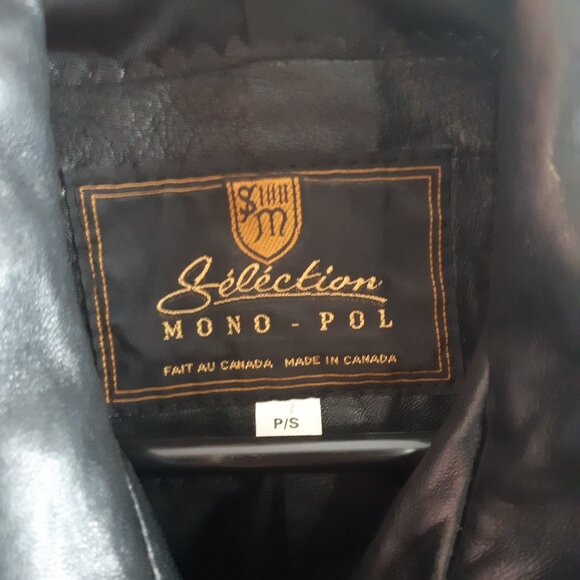 Séléction
MONO - POL
FAIT AU CANADA MADE IN CANADA
P/S